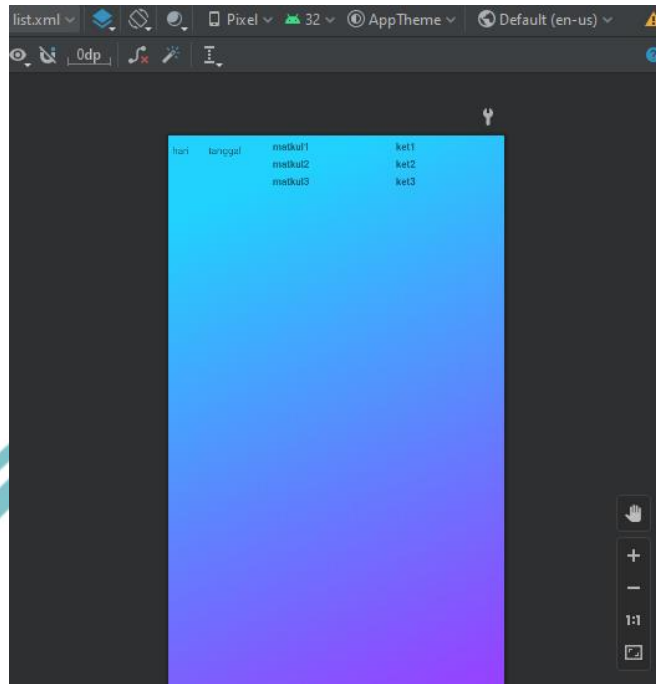 list.xml Pixel 32 AppTheme Default (en-us)
0dp
hari tanggal matkul1 ket1
matkul2 ket2
matkul3 ket3
1:1